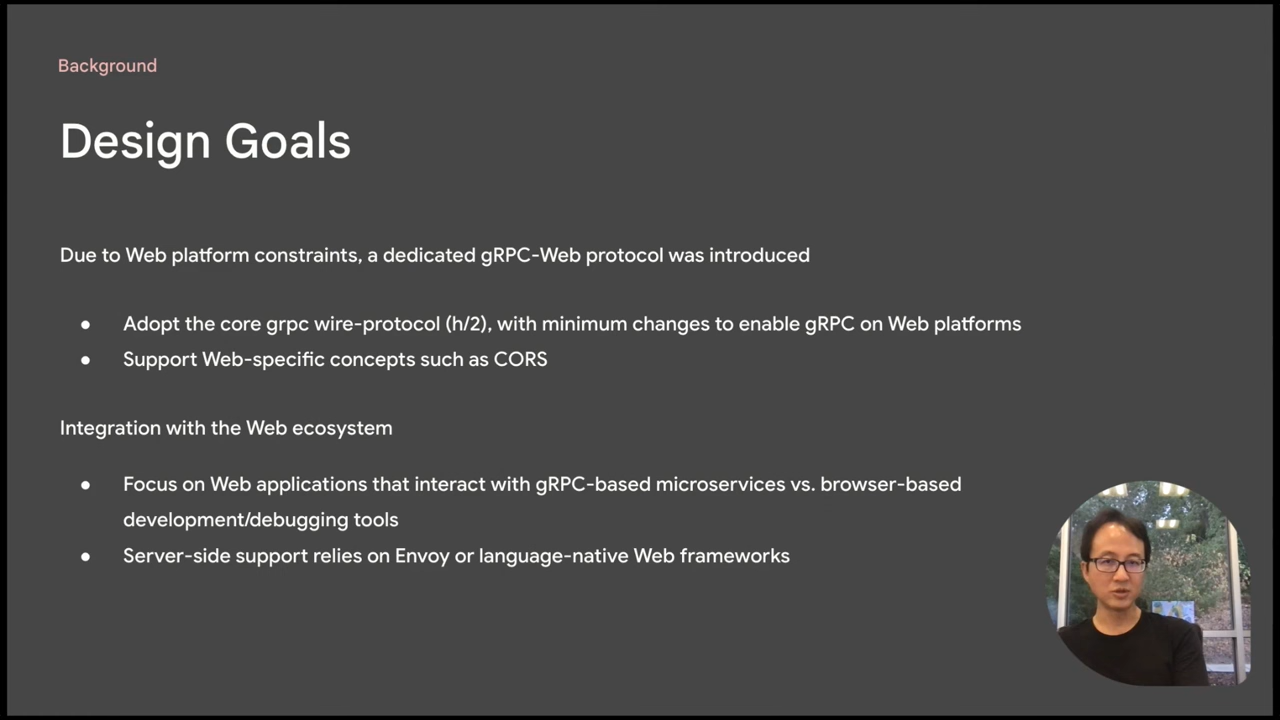 Background
Design Goals
Due to Web platform constraints, a dedicated gRPC-Web protocol was introduced
● Adopt the core grpc wire-protocol (h/2), with minimum changes to enable gRPC on Web platforms
● Support Web-specific concepts such as CORS
Integration with the Web ecosystem
● Focus on Web applications that interact with gRPC-based microservices vs. browser-based
development/debugging tools
● Server-side support relies on Envoy or language-native Web frameworks